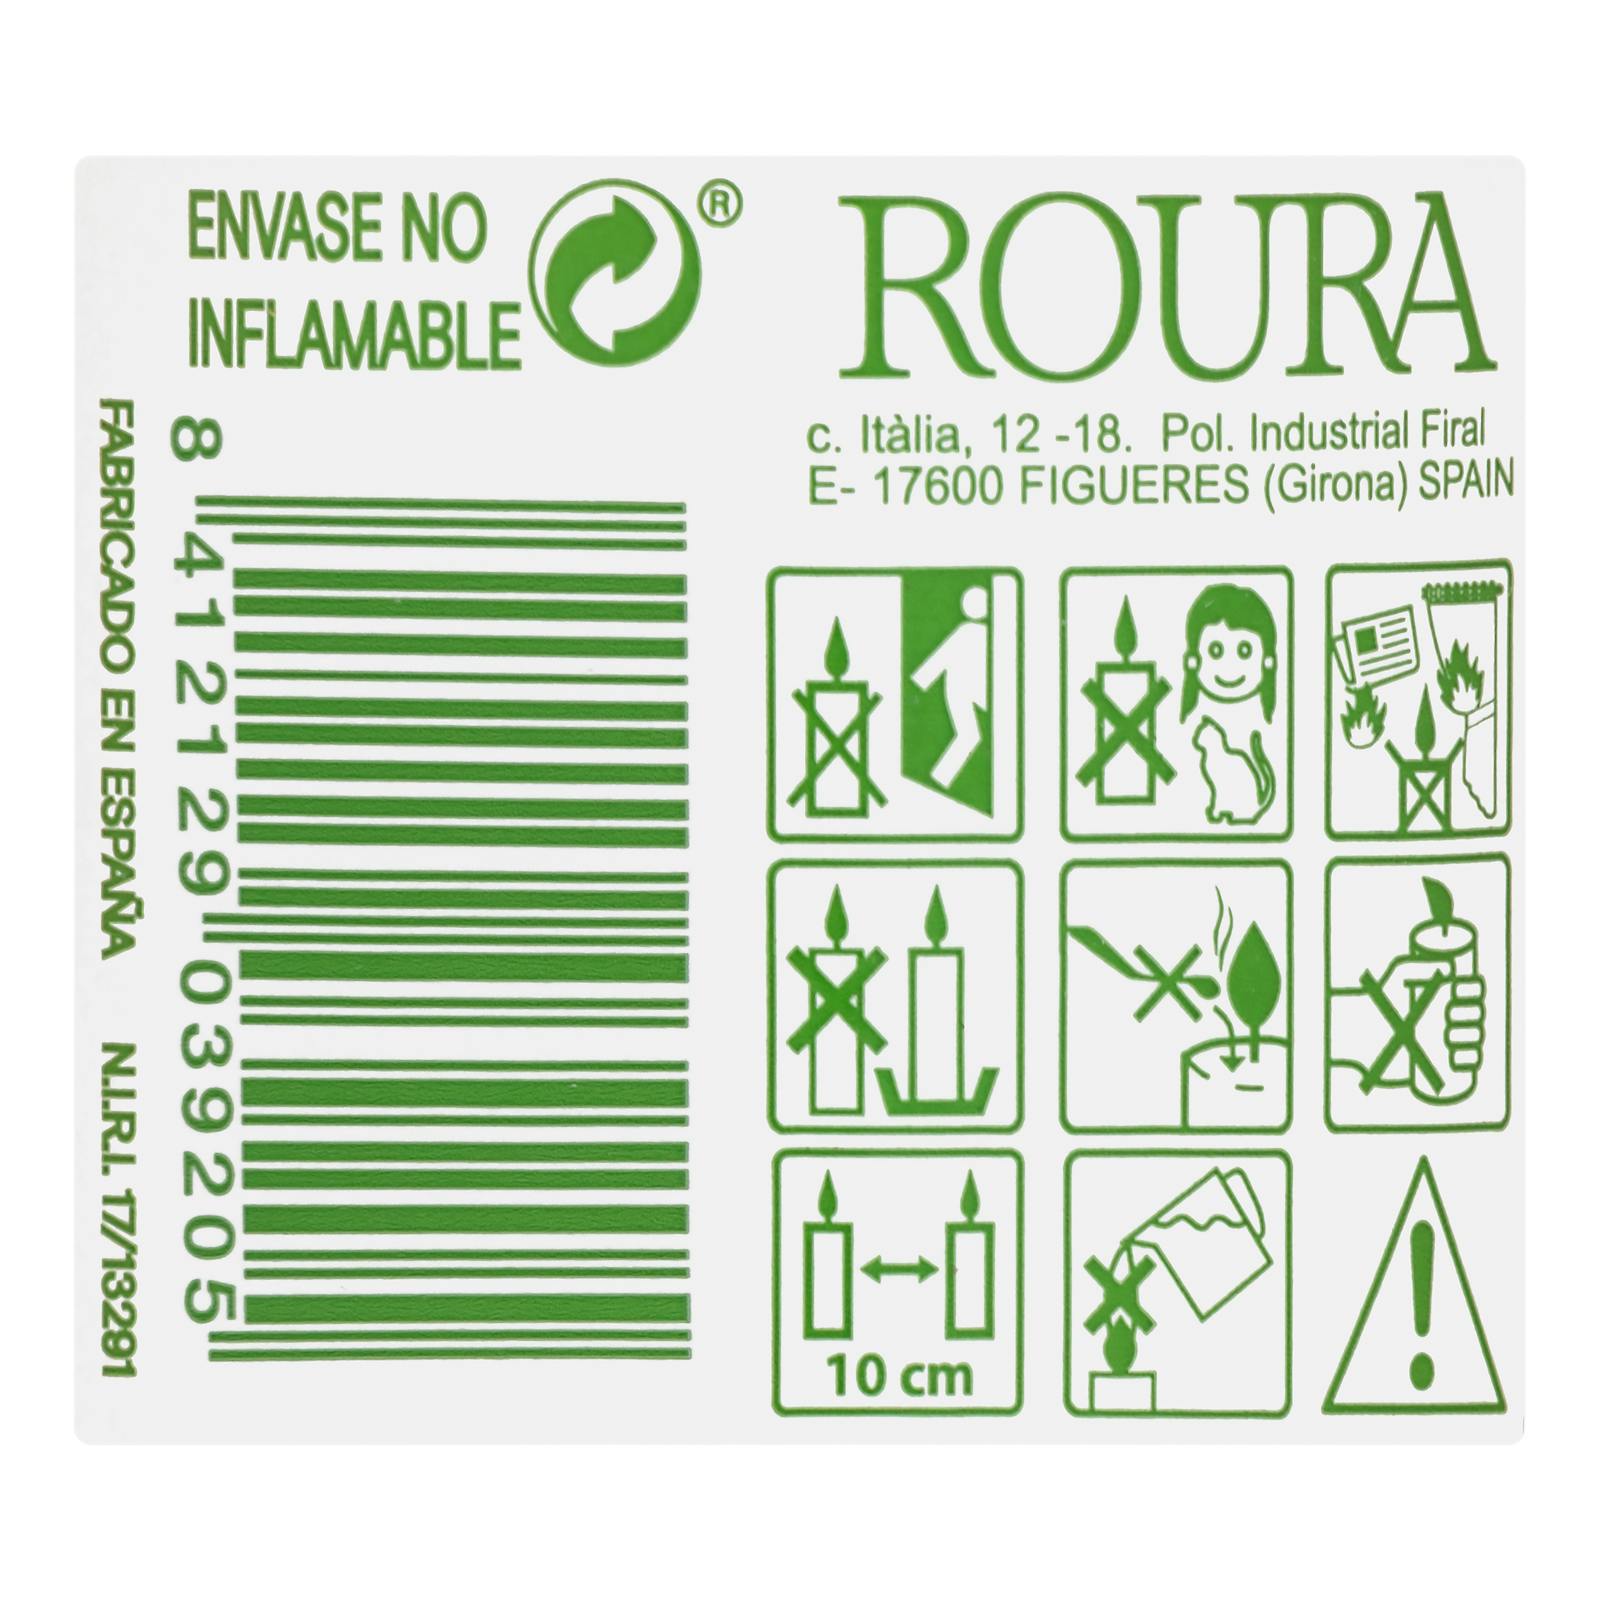 ENVASE NO
INFLAMABLE
®
ROURA
c. Itàlia, 12 -18. Pol. Industrial Firal
E- 17600 FIGUERES (Girona) SPAIN
FABRICADO EN ESPAÑA N.I.R.I. 17/13291
8 412129 039205
10 cm
!